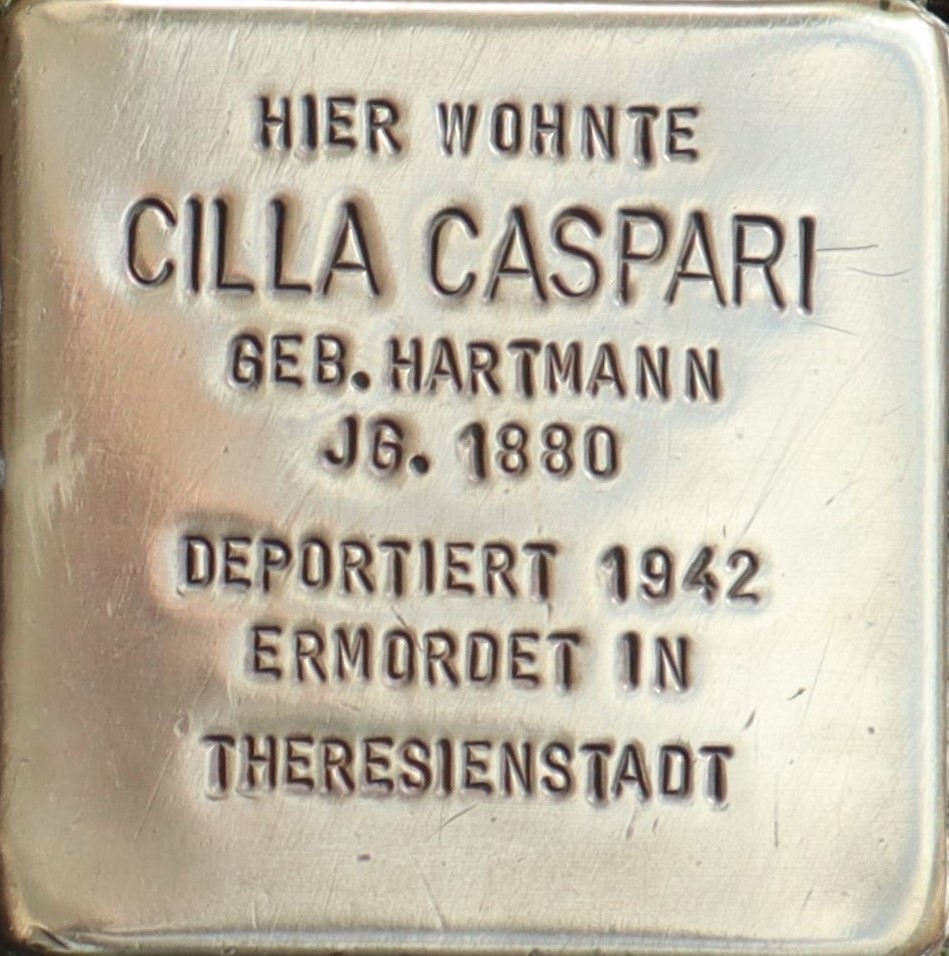 HIER WOHNTE
CILLA CASPARI
GEB. HARTMANN
JG. 1880
DEPORTIERT 1942
ERMORDET IN
THERESIENSTADT